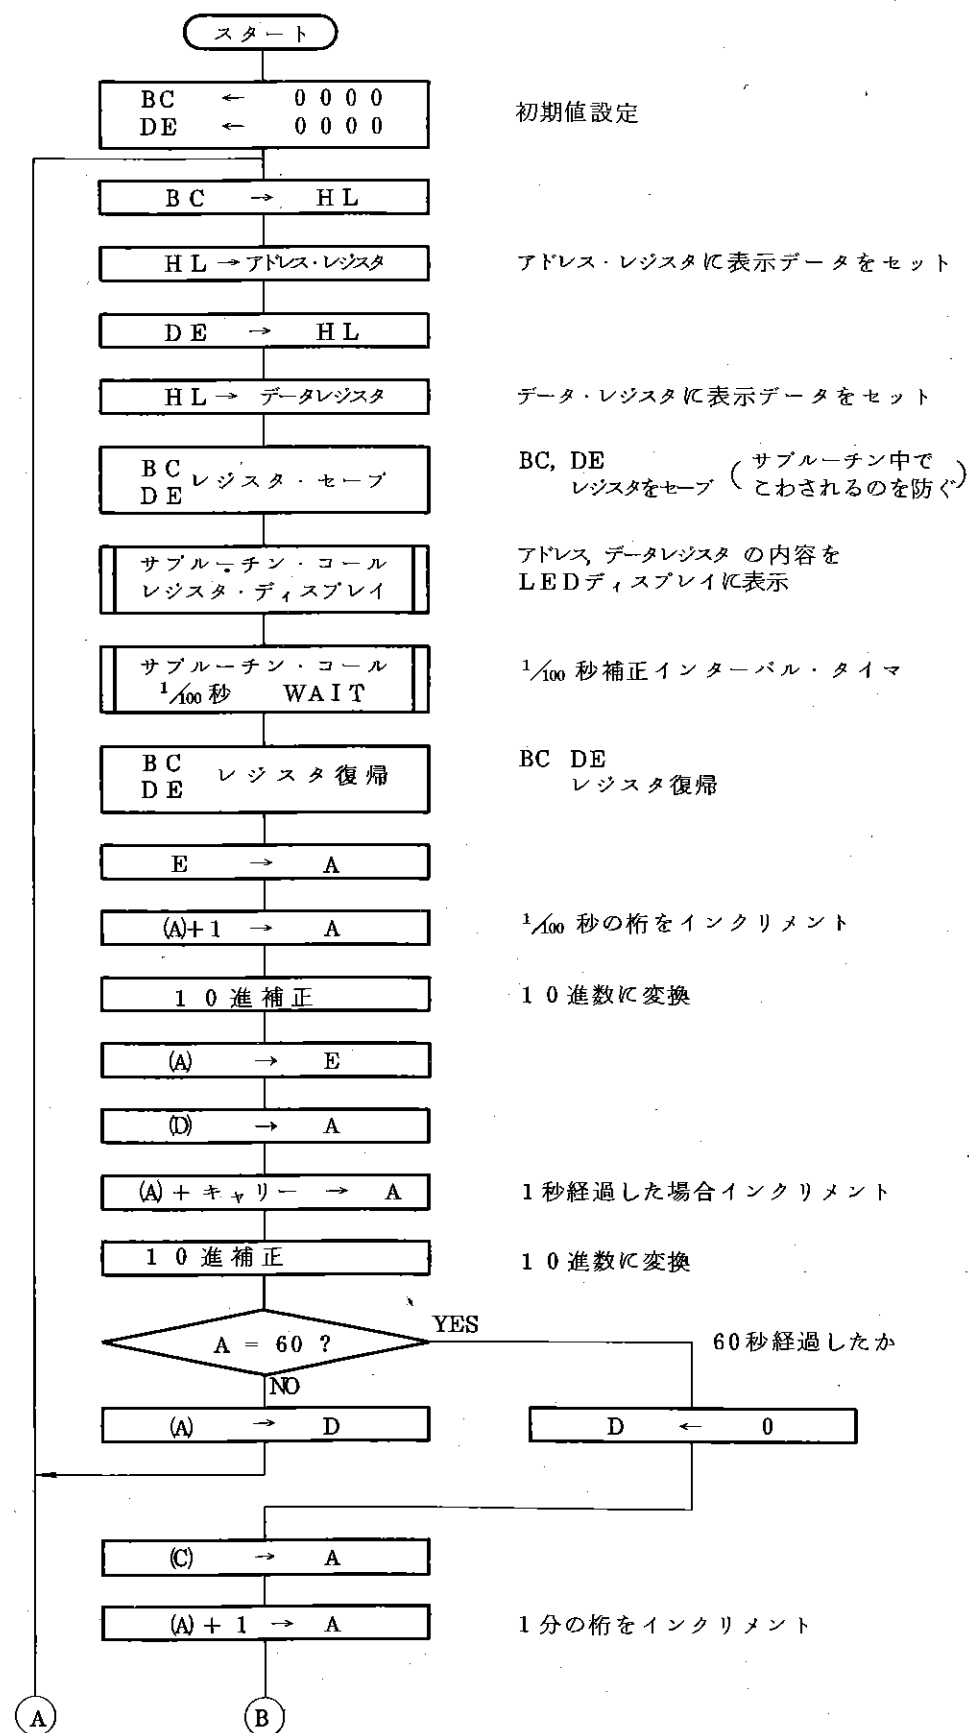 スタート
BC ← 0000
DE ← 0000
初期値設定
BC → HL
HL → アドレス・レジスタ
アドレス・レジスタに表示データをセット
DE → HL
HL → データレジスタ
データ・レジスタに表示データをセット
BC
DE レジスタ・セーブ
BC, DE
レジスタをセーブ (サブルーチン中で
こわされるのを防ぐ)
サブルーチン・コール
レジスタ・ディスプレイ
アドレス, データレジスタ の内容を
LEDディスプレイに表示
サブルーチン・コール
1/100 秒 WAIT
1/100 秒補正インターバル・タイマ
BC
DE レジスタ復帰
BC DE
レジスタ復帰
E → A
(A)+1 → A
1/100 秒の桁をインクリメント
10進補正
10進数に変換
(A) → E
(D) → A
(A) + キャリー → A
1秒経過した場合インクリメント
10進補正
10進数に変換
A = 60 ?
YES
60秒経過したか
NO
(A) → D
D ← 0
(C) → A
(A) + 1 → A
1分の桁をインクリメント
A
B